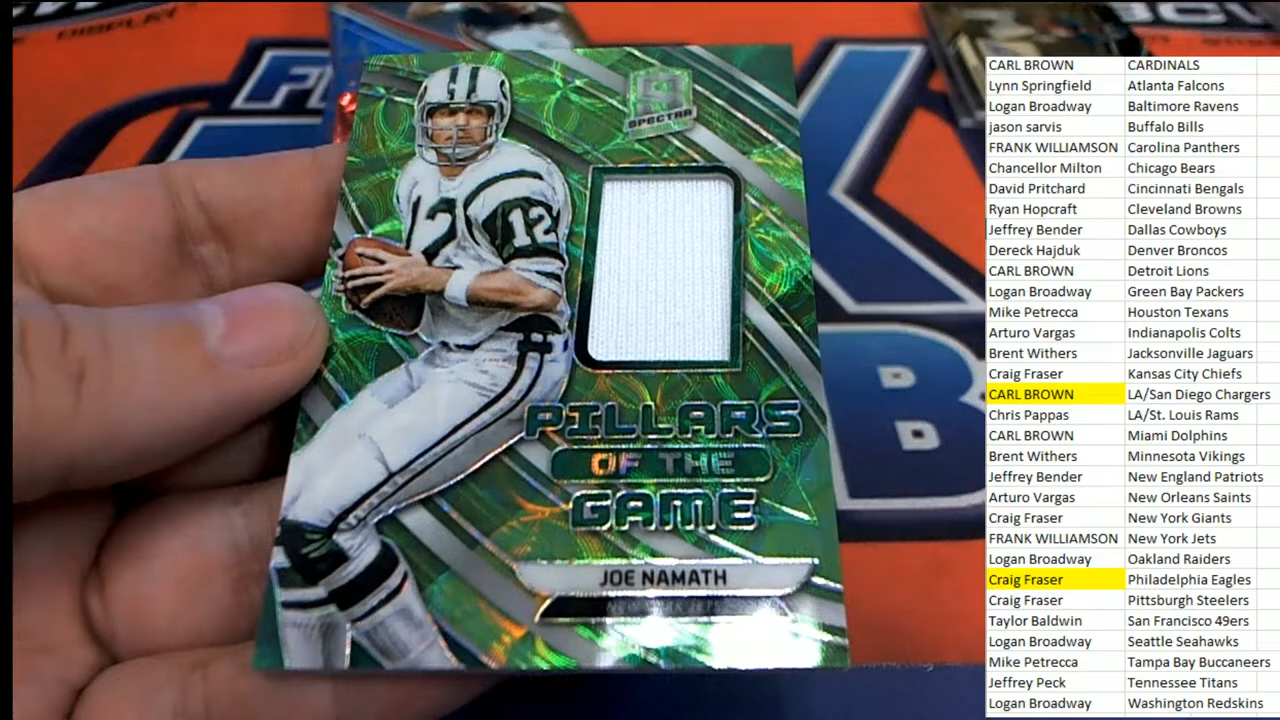 DISPLAY
SPECTRA
12
PILLARS
OF THE
GAME
JOE NAMATH
NEW YORK JETS
CARL BROWN CARDINALS
Lynn Springfield Atlanta Falcons
Logan Broadway Baltimore Ravens
jason sarvis Buffalo Bills
FRANK WILLIAMSON Carolina Panthers
Chancellor Milton Chicago Bears
David Pritchard Cincinnati Bengals
Ryan Hopcraft Cleveland Browns
Jeffrey Bender Dallas Cowboys
Dereck Hajduk Denver Broncos
CARL BROWN Detroit Lions
Logan Broadway Green Bay Packers
Mike Petrecca Houston Texans
Arturo Vargas Indianapolis Colts
Brent Withers Jacksonville Jaguars
Craig Fraser Kansas City Chiefs
CARL BROWN LA/San Diego Chargers
Chris Pappas LA/St. Louis Rams
CARL BROWN Miami Dolphins
Brent Withers Minnesota Vikings
Jeffrey Bender New England Patriots
Arturo Vargas New Orleans Saints
Craig Fraser New York Giants
FRANK WILLIAMSON New York Jets
Logan Broadway Oakland Raiders
Craig Fraser Philadelphia Eagles
Craig Fraser Pittsburgh Steelers
Taylor Baldwin San Francisco 49ers
Logan Broadway Seattle Seahawks
Mike Petrecca Tampa Bay Buccaneers
Jeffrey Peck Tennessee Titans
Logan Broadway Washington Redskins